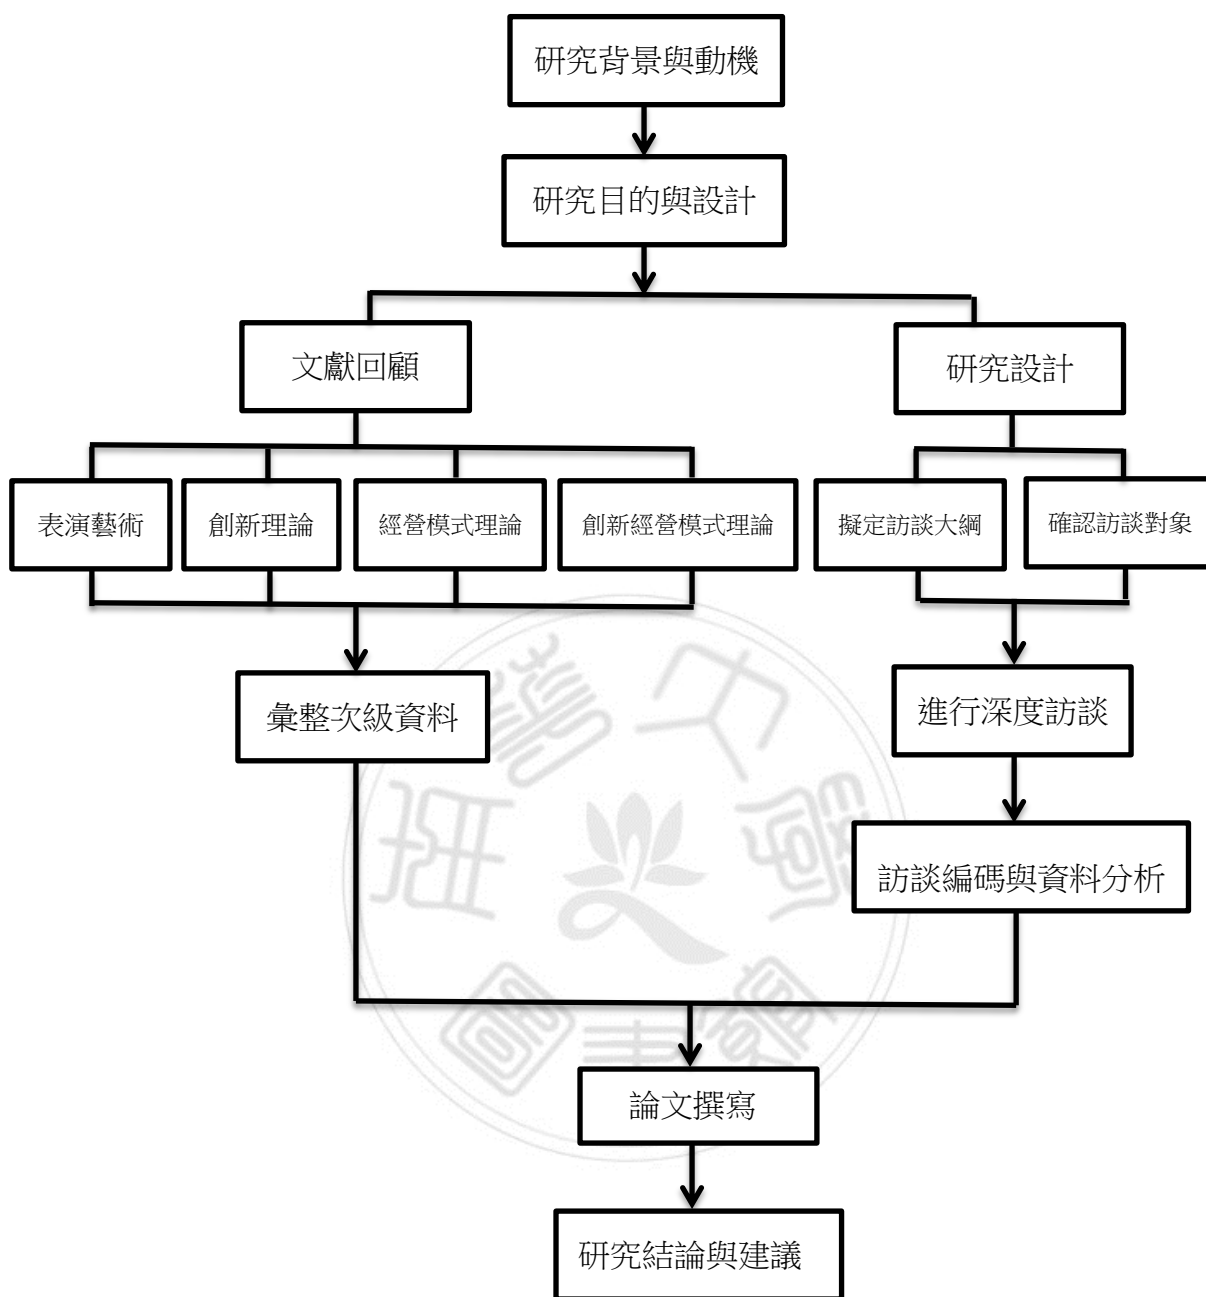 研究背景與動機
研究目的與設計
文獻回顧
研究設計
表演藝術
創新理論
經營模式理論
創新經營模式理論
擬定訪談大綱
確認訪談對象
彙整次級資料
進行深度訪談
訪談編碼與資料分析
論文撰寫
研究結論與建議